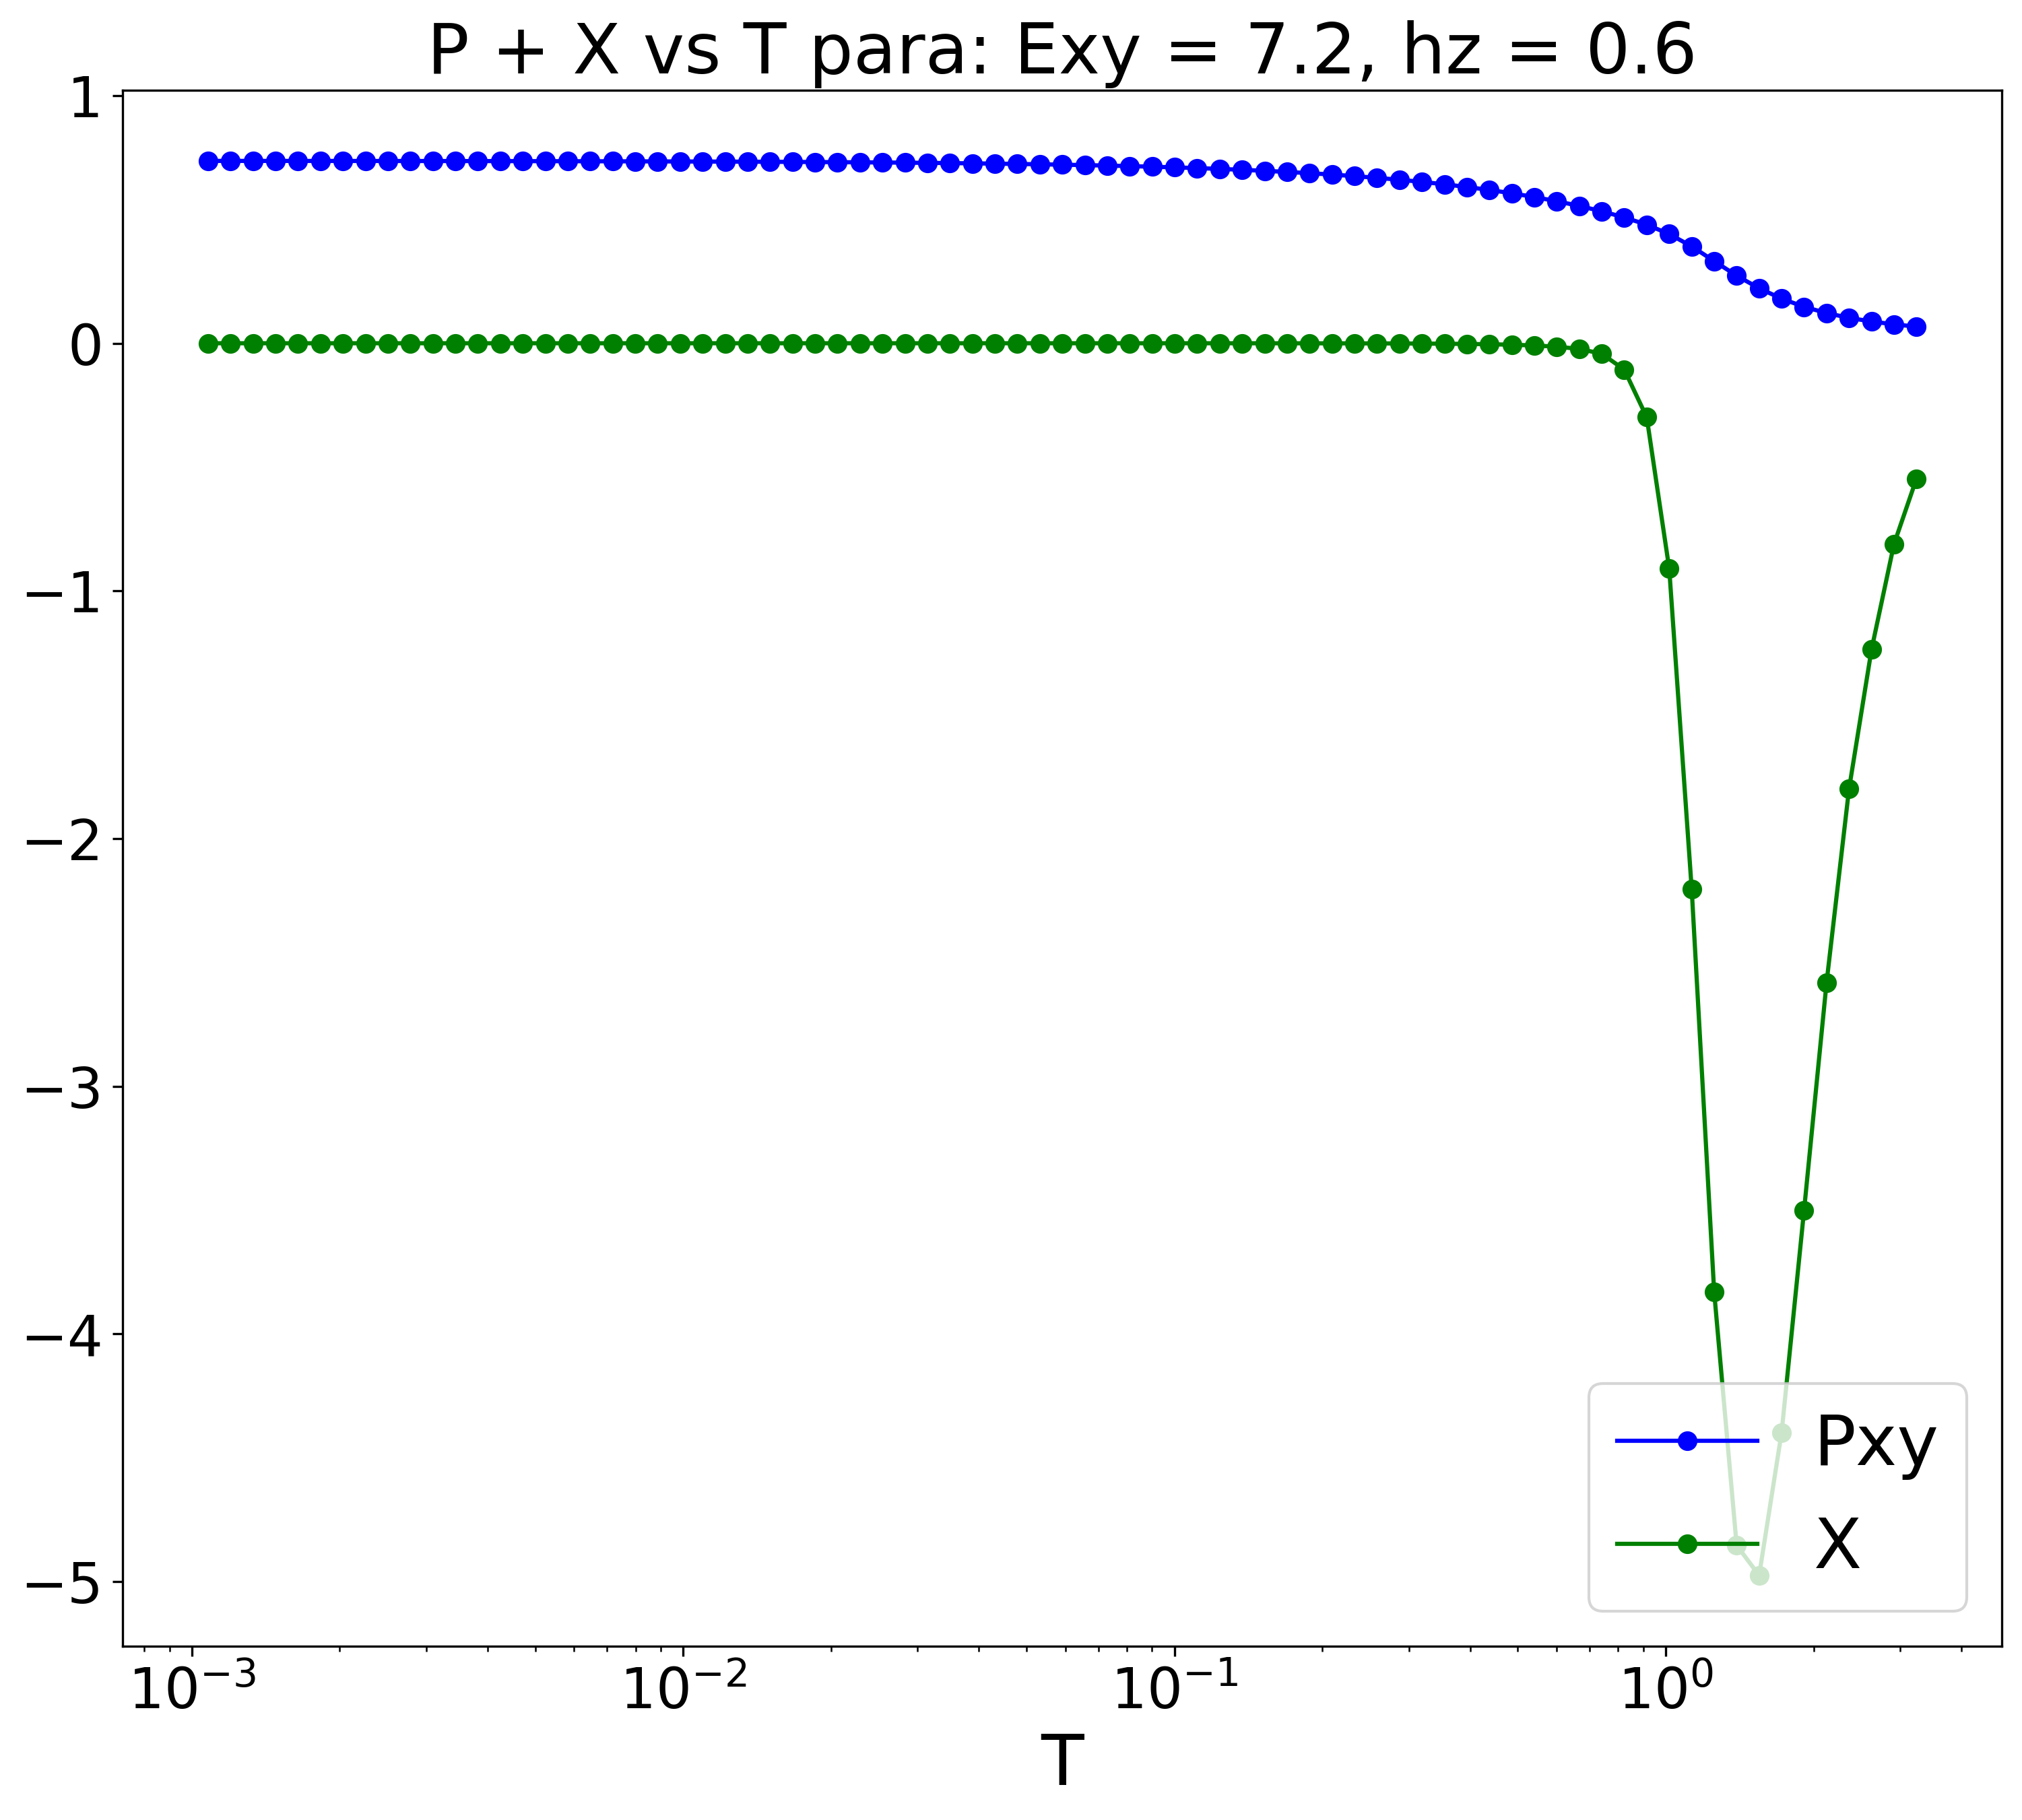 P + X vs T para: Exy = 7.2, hz = 0.6
1
0
−1
−2
−3
−4
−5
Pxy
X
10⁻³ 10⁻² 10⁻¹ 10⁰
T